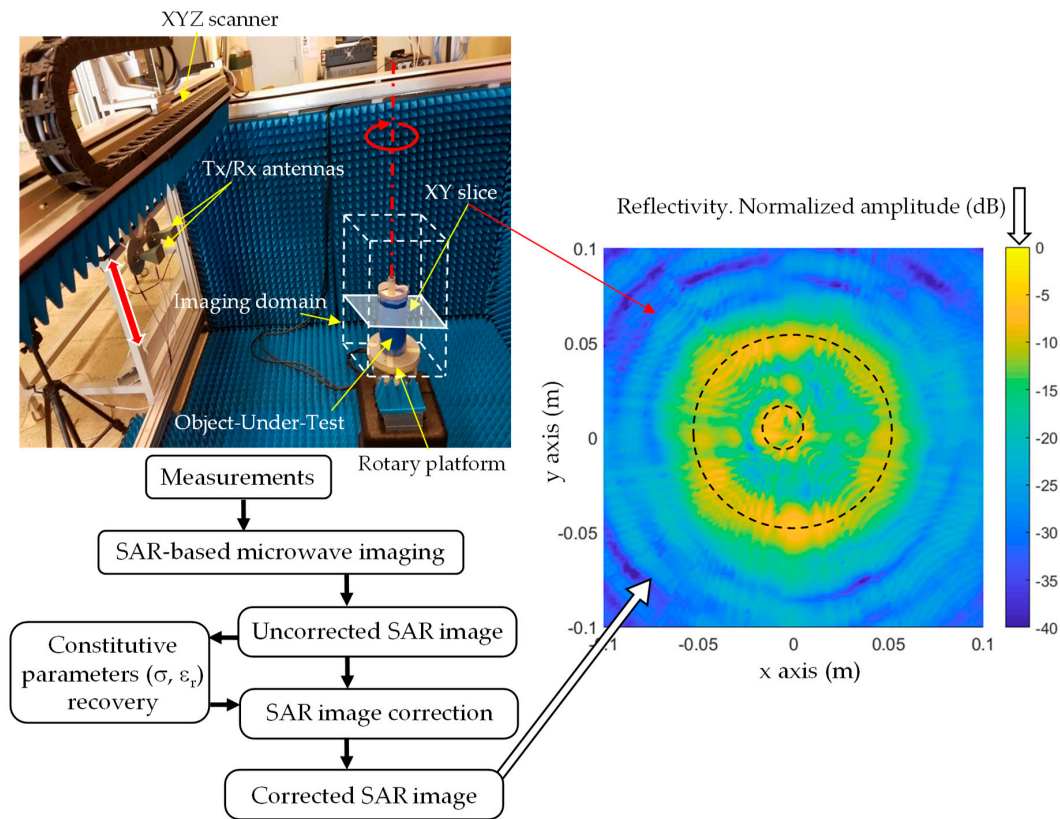 XYZ scanner
Tx/Rx antennas
XY slice
Imaging domain
Object-Under-Test
Rotary platform
Measurements
SAR-based microwave imaging
Uncorrected SAR image
Constitutive
parameters (σ, εr)
recovery
SAR image correction
Corrected SAR image
Reflectivity. Normalized amplitude (dB)
0.1
0.05
0
-0.05
-0.1
y axis (m)
-0.1 -0.05 0 0.05 0.1
x axis (m)
0
-5
-10
-15
-20
-25
-30
-35
-40